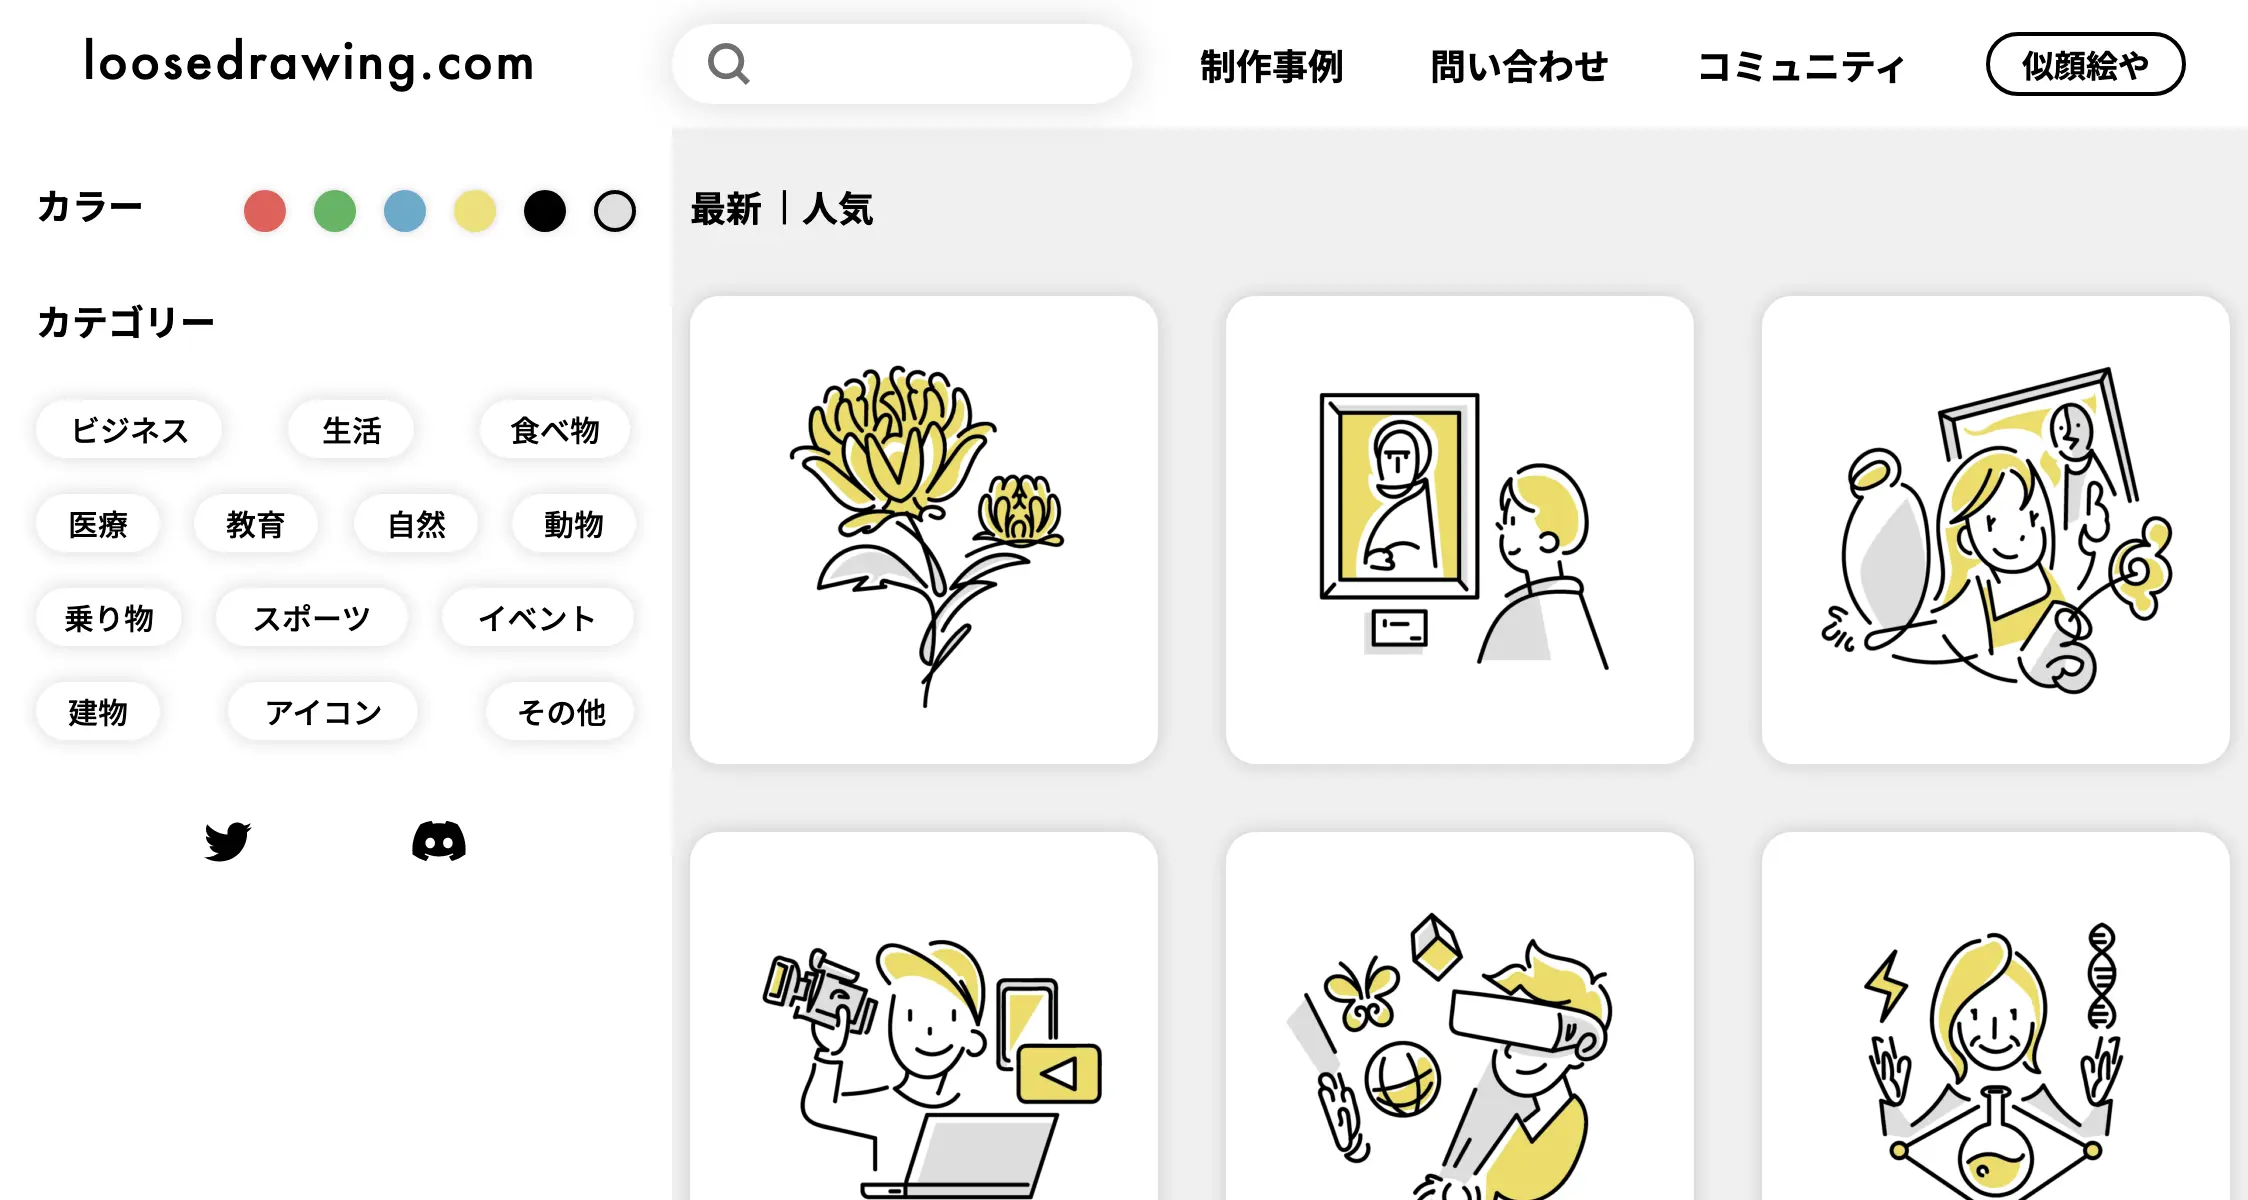 loosedrawing.com
制作事例
問い合わせ
コミュニティ
似顔絵や
カラー
カテゴリー
ビジネス 生活 食べ物
医療 教育 自然 動物
乗り物 スポーツ イベント
建物 アイコン その他
最新｜人気